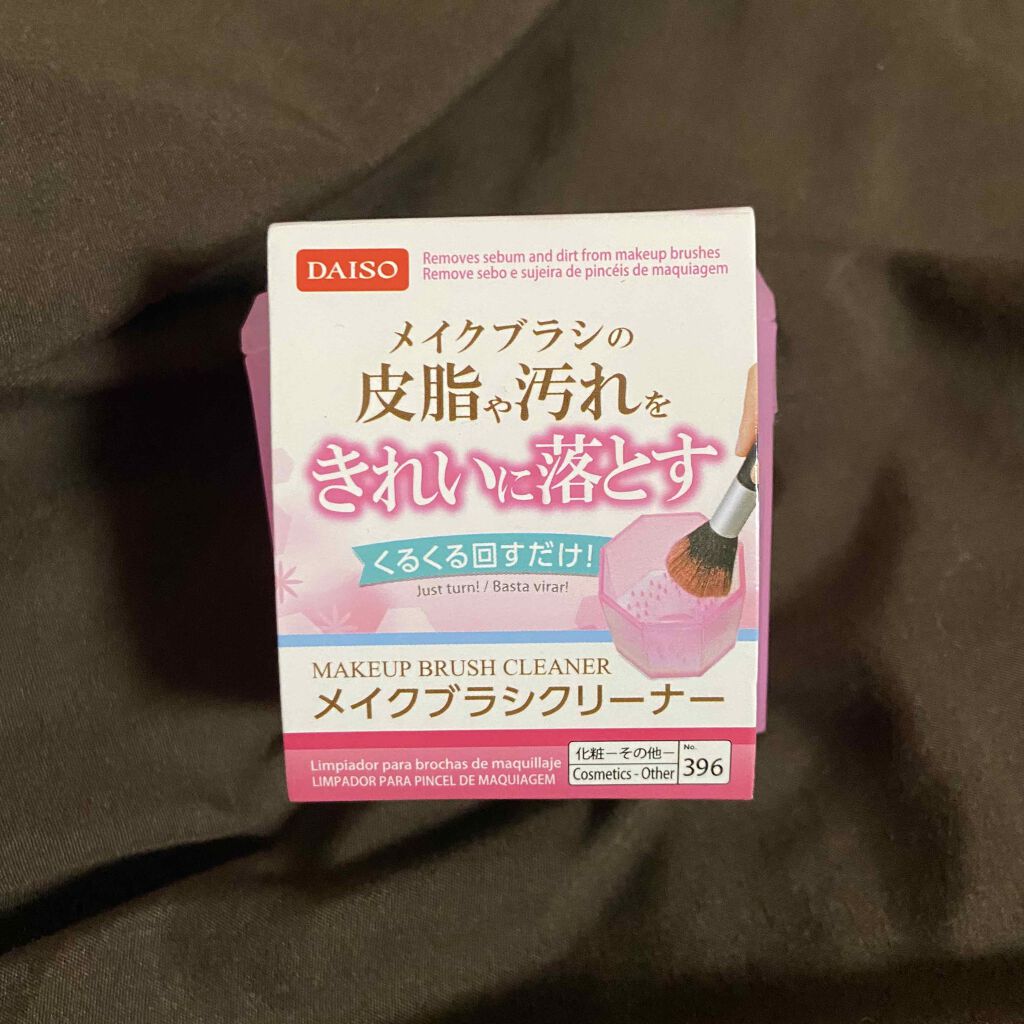 DAISO
Removes sebum and dirt from makeup brushes
Remove sebo e sujeira de pincéis de maquiagem
メイクブラシの
皮脂や汚れを
きれいに落とす
くるくる回すだけ!
Just turn! / Basta virar!
MAKEUP BRUSH CLEANER
メイクブラシクリーナー
Limpiador para brochas de maquillaje
LIMPADOR PARA PINCEL DE MAQUIAGEM
化粧−その他−
Cosmetics - Other
No.
396